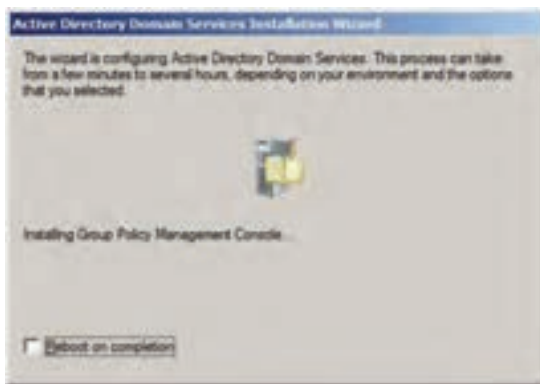 Active Directory Domain Services Installation Wizard
The wizard is configuring Active Directory Domain Services. This process can take
from a few minutes to several hours, depending on your environment and the options
that you selected.
Installing Group Policy Management Console...
Reboot on completion